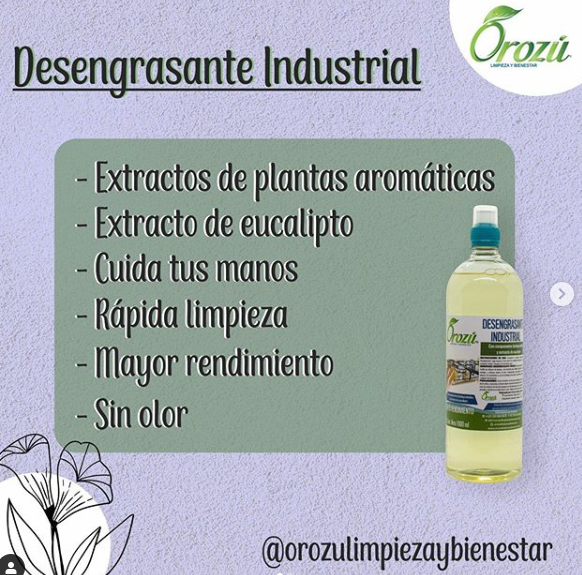 Orozú
LIMPIEZA Y BIENESTAR
Desengrasante Industrial
- Extractos de plantas aromáticas
- Extracto de eucalipto
- Cuida tus manos
- Rápida limpieza
- Mayor rendimiento
- Sin olor
Orozú
DESENGRASANTE
INDUSTRIAL
@orozulimpiezaybienestar